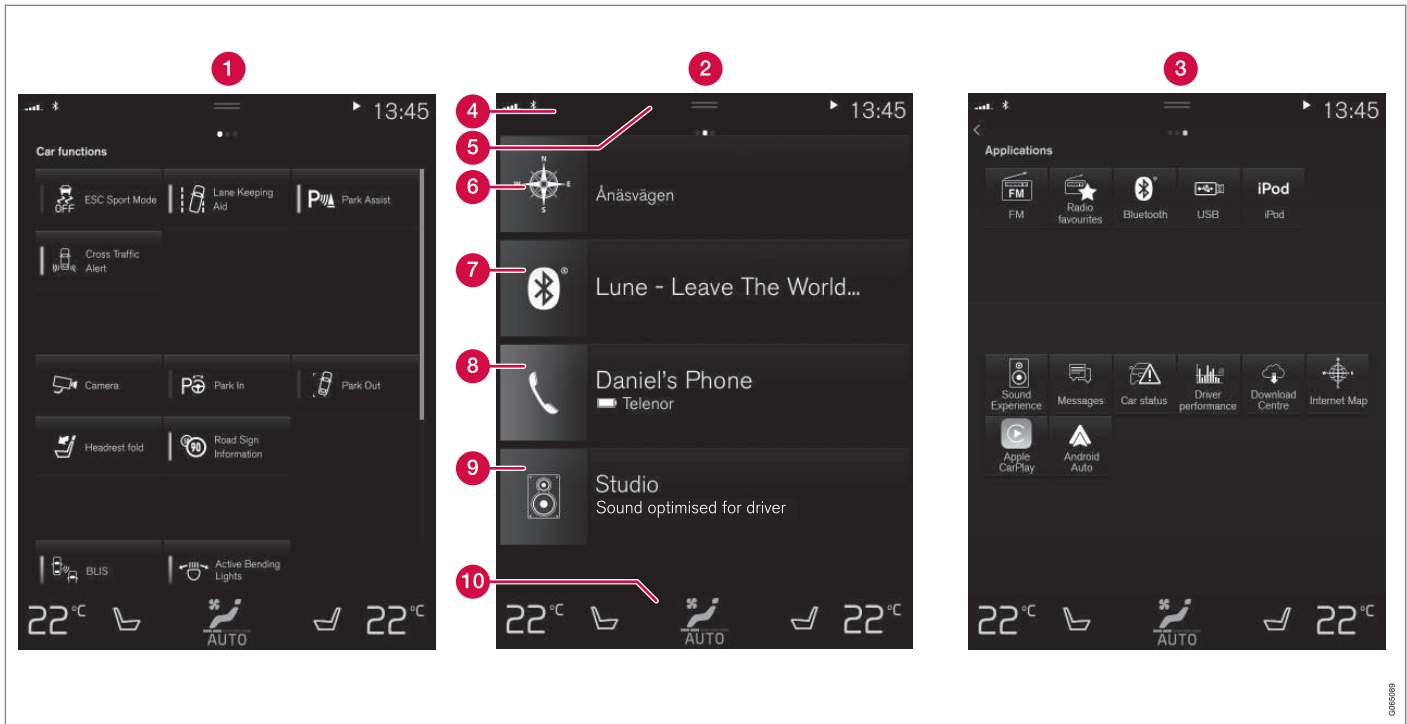 1
2
3
13:45
Car functions
OFF
ESC Sport Mode
Lane Keeping
Aid
P
Park Assist
Cross Traffic
Alert
Camera
P
Park In
Park Out
Headrest fold
90
Road Sign
Information
BLIS
Active Bending
Lights
22°C
AUTO
22°C
4
5
6
7
8
9
10
13:45
N
W
E
S
Ånäsvägen
®
Lune - Leave The World...
Daniel's Phone
Telenor
Studio
Sound optimised for driver
22°C
AUTO
22°C
13:45
Applications
FM
FM
Radio
favourites
Bluetooth
USB
iPod
iPod
Sound
Experience
Messages
Car status
Driver
performance
Download
Centre
Internet Map
Apple
CarPlay
Android
Auto
22°C
AUTO
22°C
G065089